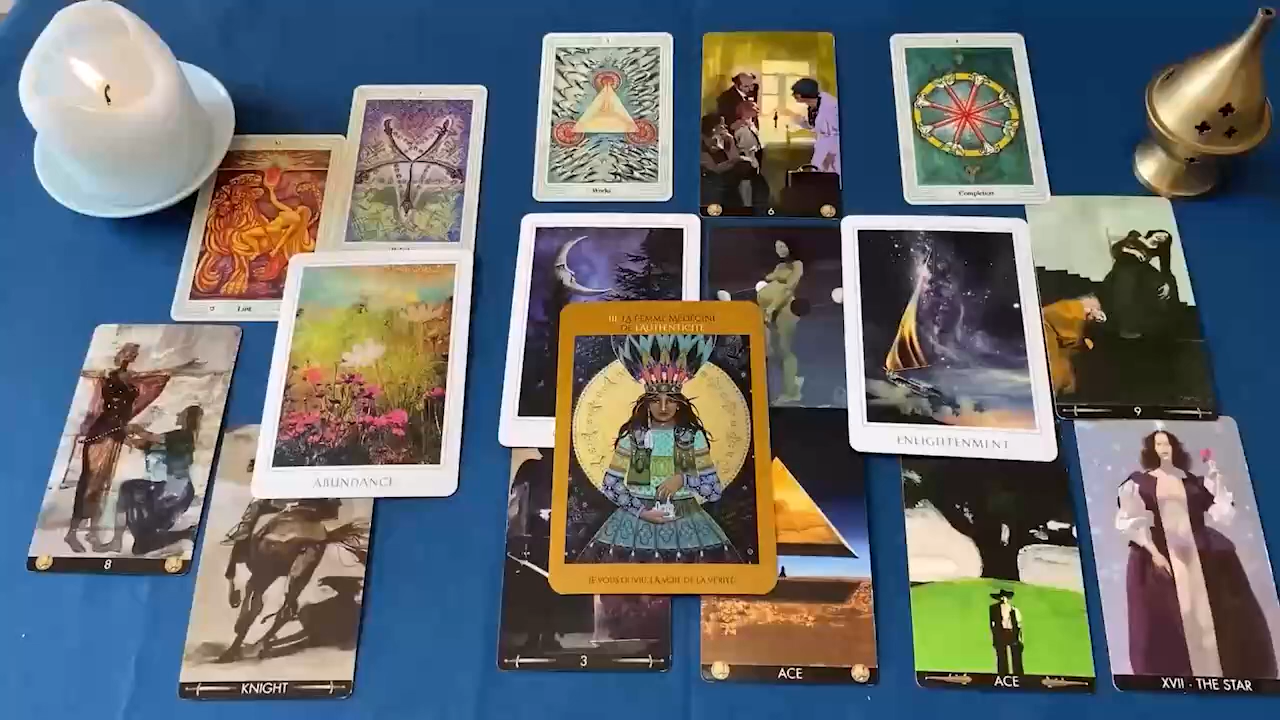 Works
6
Completion
Lust
ABUNDANCE
ENLIGHTENMENT
9
III. LA FEMME MÉDECINE
DE L'AUTHENTICITÉ
JE VOUS OUVRE LA VOIE DE LA VÉRITÉ
8
KNIGHT
3
ACE
ACE
XVII - THE STAR